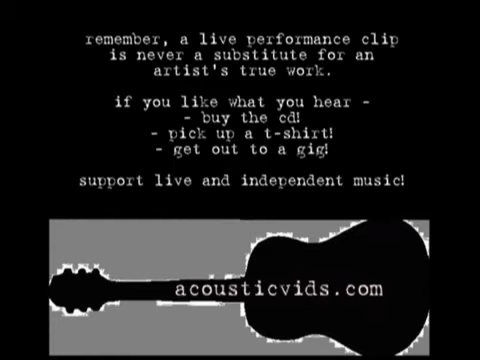 remember, a live performance clip
is never a substitute for an
artist's true work.
if you like what you hear -
- buy the cd!
- pick up a t-shirt!
- get out to a gig!
support live and independent music!
acousticvids.com